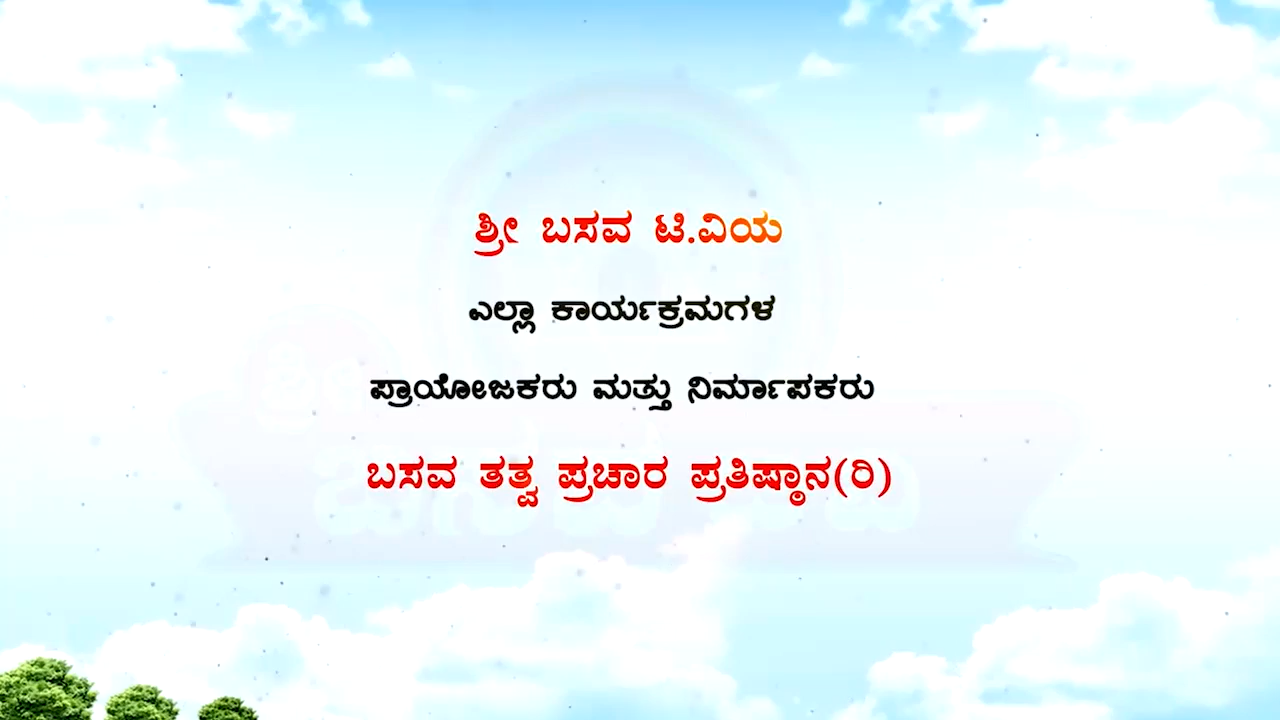 ಶ್ರೀ ಬಸವ ಟಿ.ವಿಯ
ಎಲ್ಲಾ ಕಾರ್ಯಕ್ರಮಗಳ
ಪ್ರಾಯೋಜಕರು ಮತ್ತು ನಿರ್ಮಾಪಕರು
ಬಸವ ತತ್ವ ಪ್ರಚಾರ ಪ್ರತಿಷ್ಠಾನ(ರಿ)